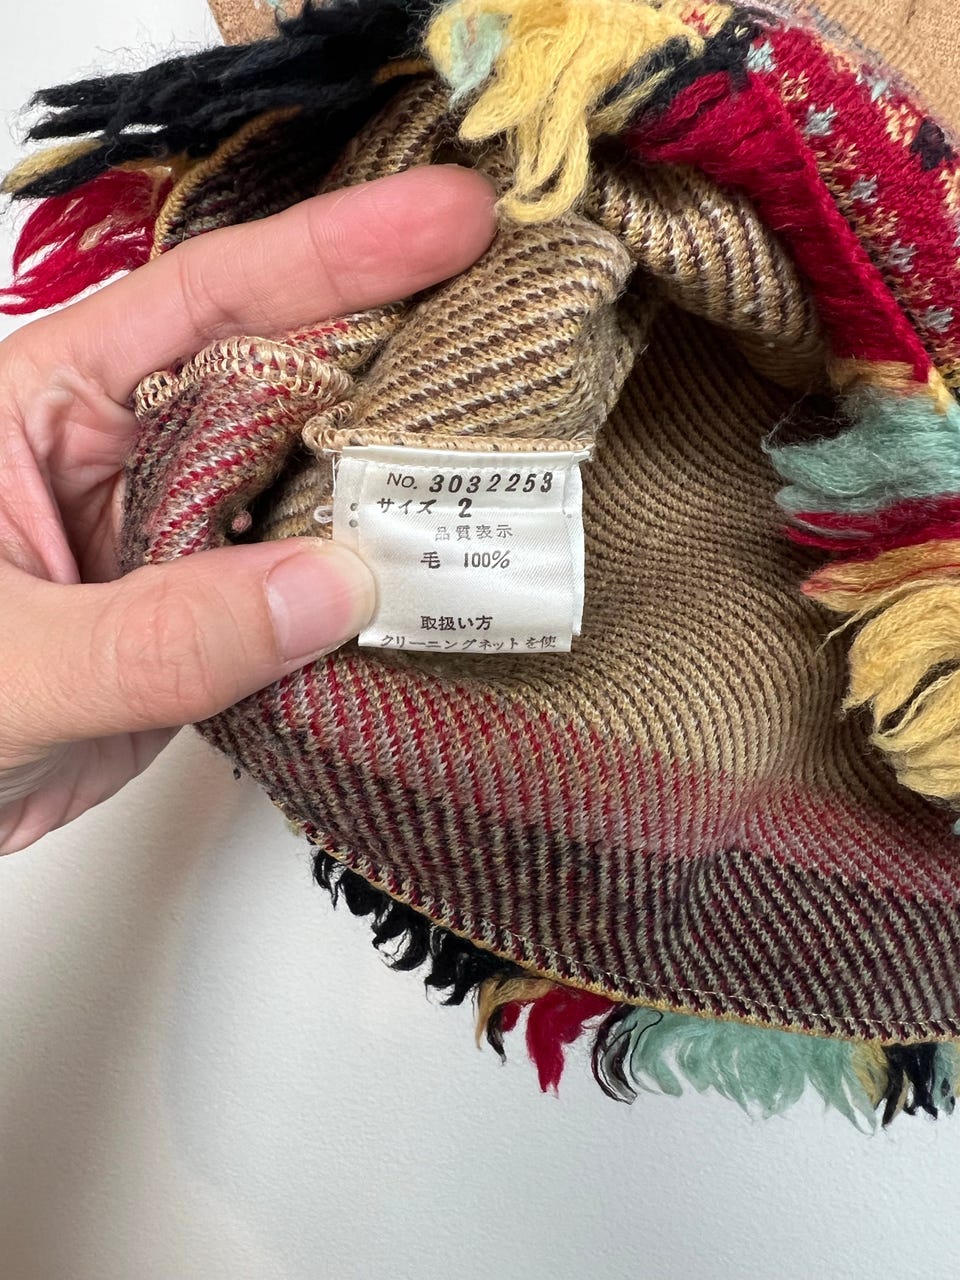 NO. 3032253
サイズ 2
品質表示
毛 100%
取扱い方
クリーニングネットを使